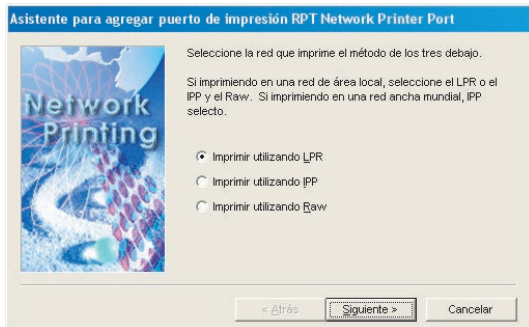 Asistente para agregar puerto de impresión RPT Network Printer Port
Network
Printing
Seleccione la red que imprime el método de los tres debajo.
Si imprimiendo en una red de área local, seleccione el LPR o el
IPP y el Raw. Si imprimiendo en una red ancha mundial, IPP
selecto.
Imprimir utilizando LPR
Imprimir utilizando IPP
Imprimir utilizando Raw
< Atrás
Siguiente >
Cancelar